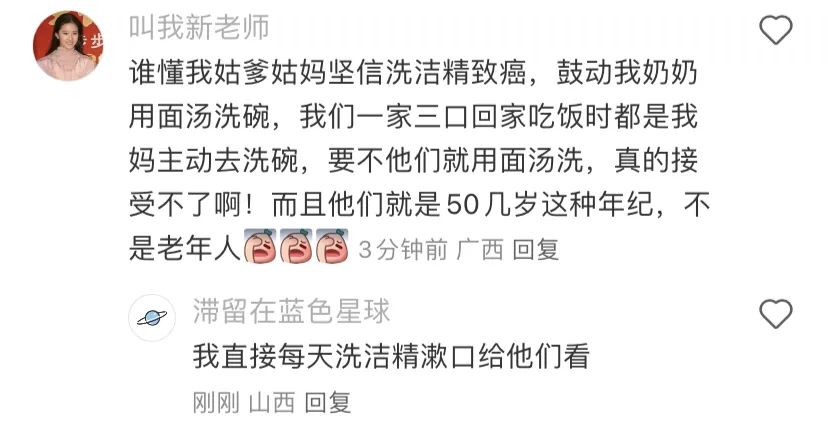 叫我新老师
谁懂我姑爹姑妈坚信洗洁精致癌，鼓动我奶奶
用面汤洗碗，我们一家三口回家吃饭时都是我
妈主动去洗碗，要不他们就用面汤洗，真的接
受不了啊！而且他们就是50几岁这种年纪，不
是老年人 3分钟前 广西 回复
滞留在蓝色星球
我直接每天洗洁精漱口给他们看
刚刚 山西 回复